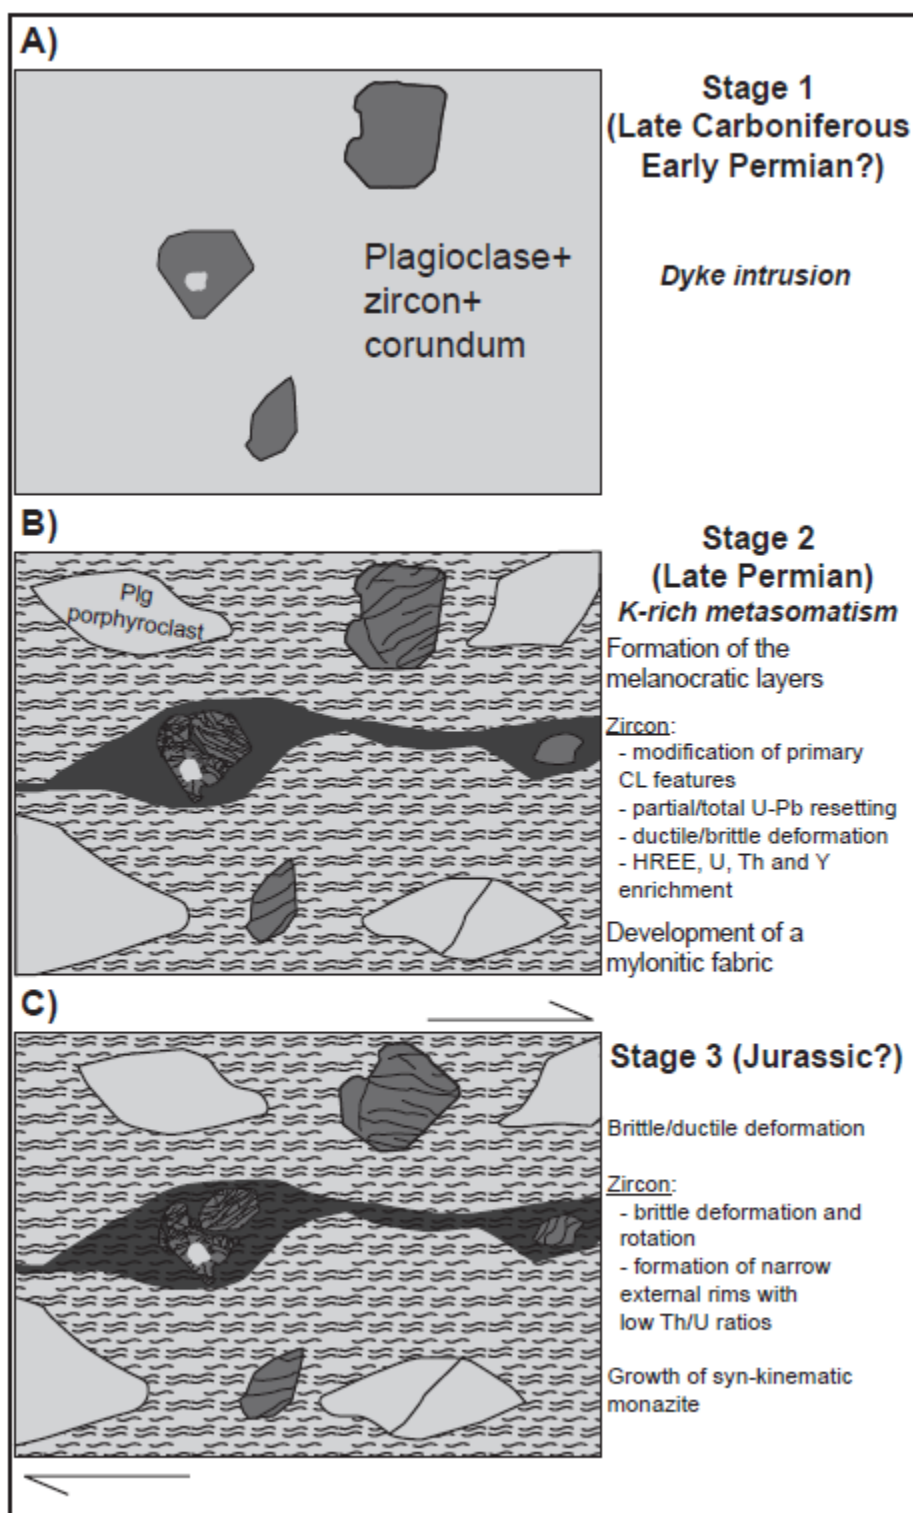 A)
Stage 1
(Late Carboniferous
Early Permian?)
Dyke intrusion
Plagioclase+
zircon+
corundum
B)
Stage 2
(Late Permian)
K-rich metasomatism
Formation of the
melanocratic layers
Zircon:
- modification of primary
CL features
- partial/total U-Pb resetting
- ductile/brittle deformation
- HREE, U, Th and Y
enrichment
Development of a
mylonitic fabric
Plg
porphyroclast
C)
Stage 3 (Jurassic?)
Brittle/ductile deformation
Zircon:
- brittle deformation and
rotation
- formation of narrow
external rims with
low Th/U ratios
Growth of syn-kinematic
monazite